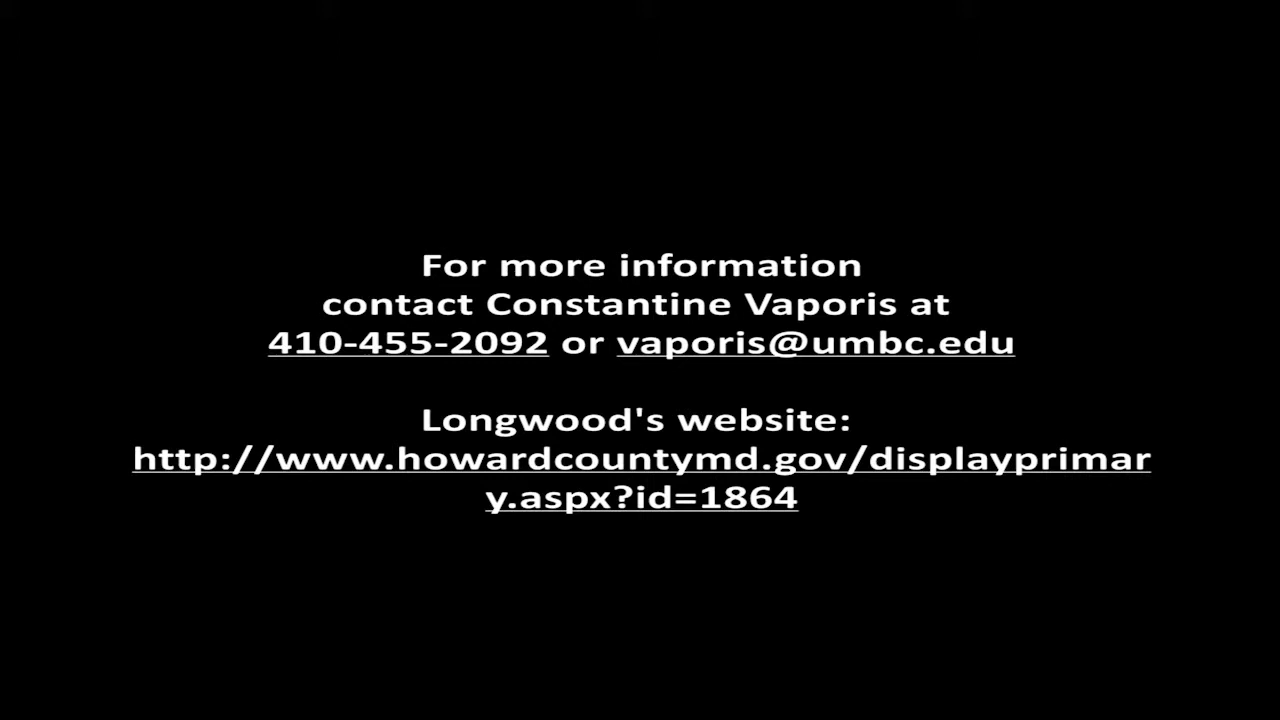 For more information
contact Constantine Vaporis at
410-455-2092 or vaporis@umbc.edu
Longwood's website:
http://www.howardcountymd.gov/displayprimar
y.aspx?id=1864